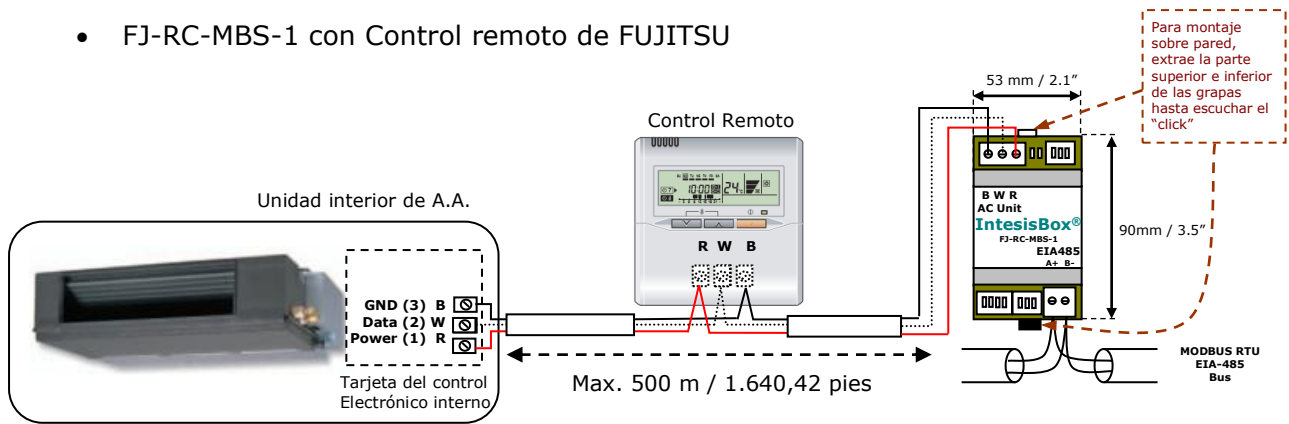 • FJ-RC-MBS-1 con Control remoto de FUJITSU
Para montaje
sobre pared,
extrae la parte
superior e inferior
de las grapas
hasta escuchar el
“click”
53 mm / 2.1”
Control Remoto
Unidad interior de A.A.
10:00
24
R W B
B W R
AC Unit
IntesisBox®
FJ-RC-MBS-1
EIA485
A+ B-
90mm / 3.5”
GND (3) B
Data (2) W
Power (1) R
Tarjeta del control
Electrónico interno
Max. 500 m / 1.640,42 pies
MODBUS RTU
EIA-485
Bus